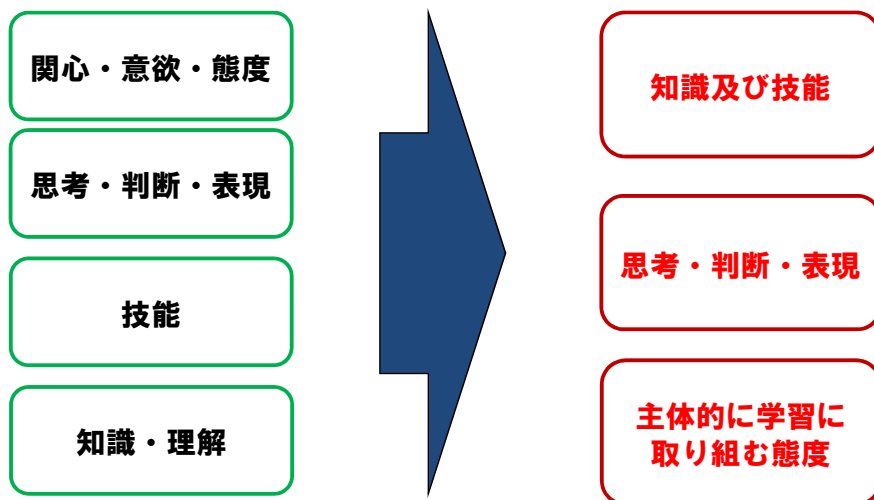 関心・意欲・態度
思考・判断・表現
技能
知識・理解
知識及び技能
思考・判断・表現
主体的に学習に
取り組む態度